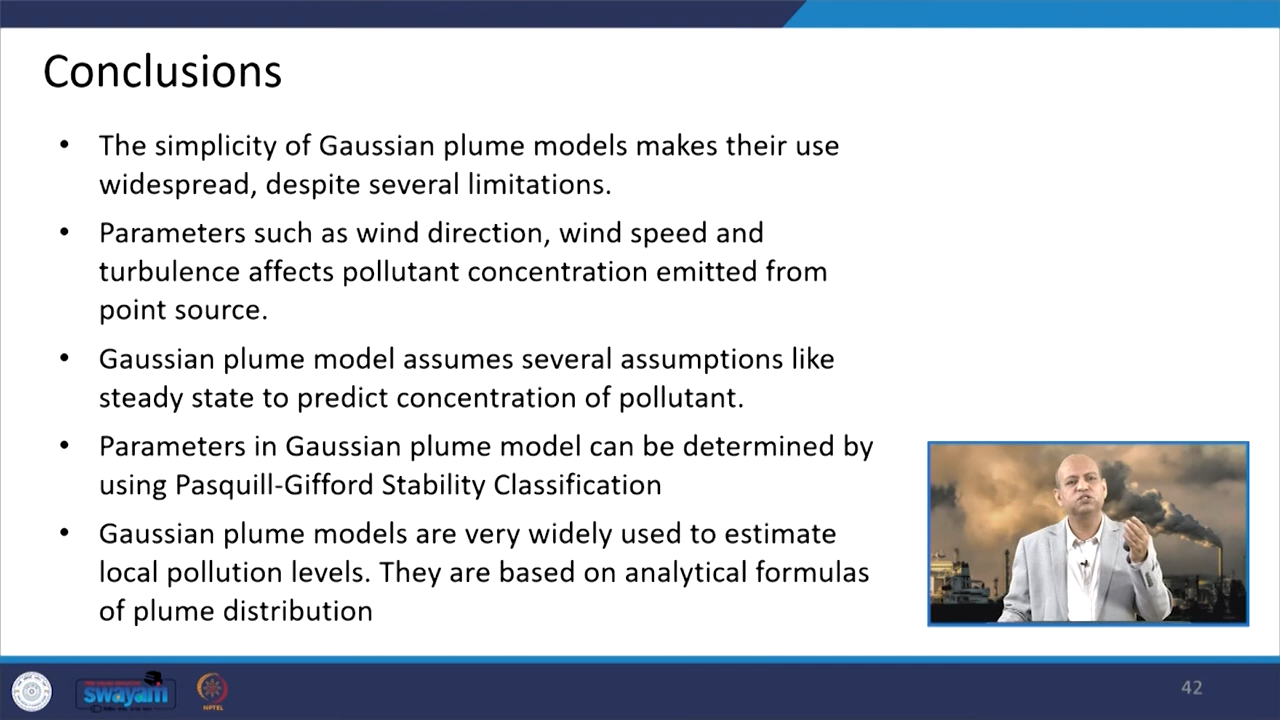 Conclusions
• The simplicity of Gaussian plume models makes their use
widespread, despite several limitations.
• Parameters such as wind direction, wind speed and
turbulence affects pollutant concentration emitted from
point source.
• Gaussian plume model assumes several assumptions like
steady state to predict concentration of pollutant.
• Parameters in Gaussian plume model can be determined by
using Pasquill-Gifford Stability Classification
• Gaussian plume models are very widely used to estimate
local pollution levels. They are based on analytical formulas
of plume distribution
swayam
NPTEL
42